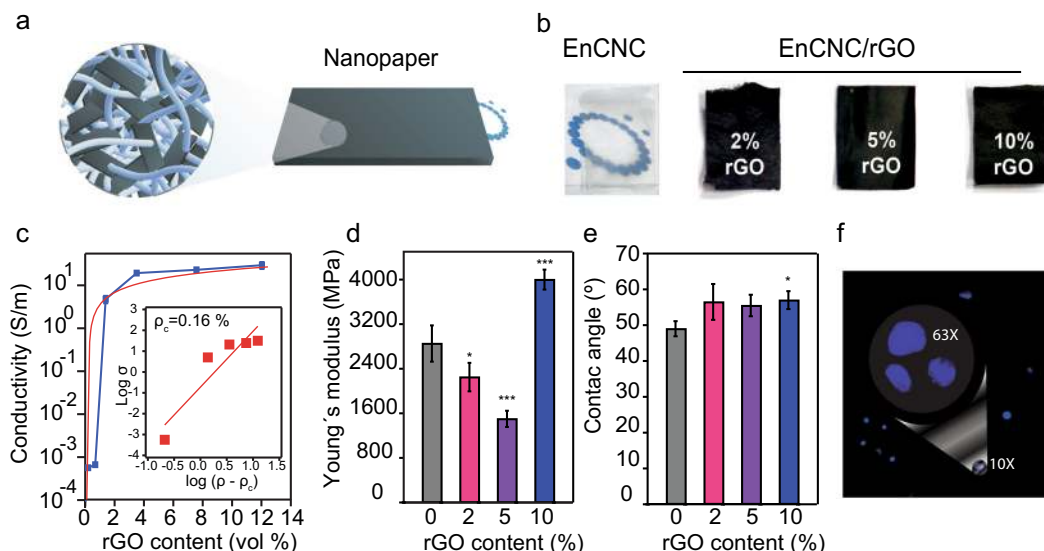 a
Nanopaper
b
EnCNC
EnCNC/rGO
2%
rGO
5%
rGO
10%
rGO
c
Conductivity (S/m)
10¹
10⁰
10⁻¹
10⁻²
10⁻³
10⁻⁴
0 2 4 6 8 10 12 14
rGO content (vol %)
ρc=0.16 %
Log σ
3
2
1
0
-1
-2
-3
-4
-1.0 -0.5 0.0 0.5 1.0 1.5
log (ρ - ρc)
d
Young´s modulus (MPa)
4000
3200
2400
1600
800
0
*
***
***
0 2 5 10
rGO content (%)
e
Contac angle (º)
70
60
50
40
30
20
10
0
*
0 2 5 10
rGO content (%)
f
63X
10X